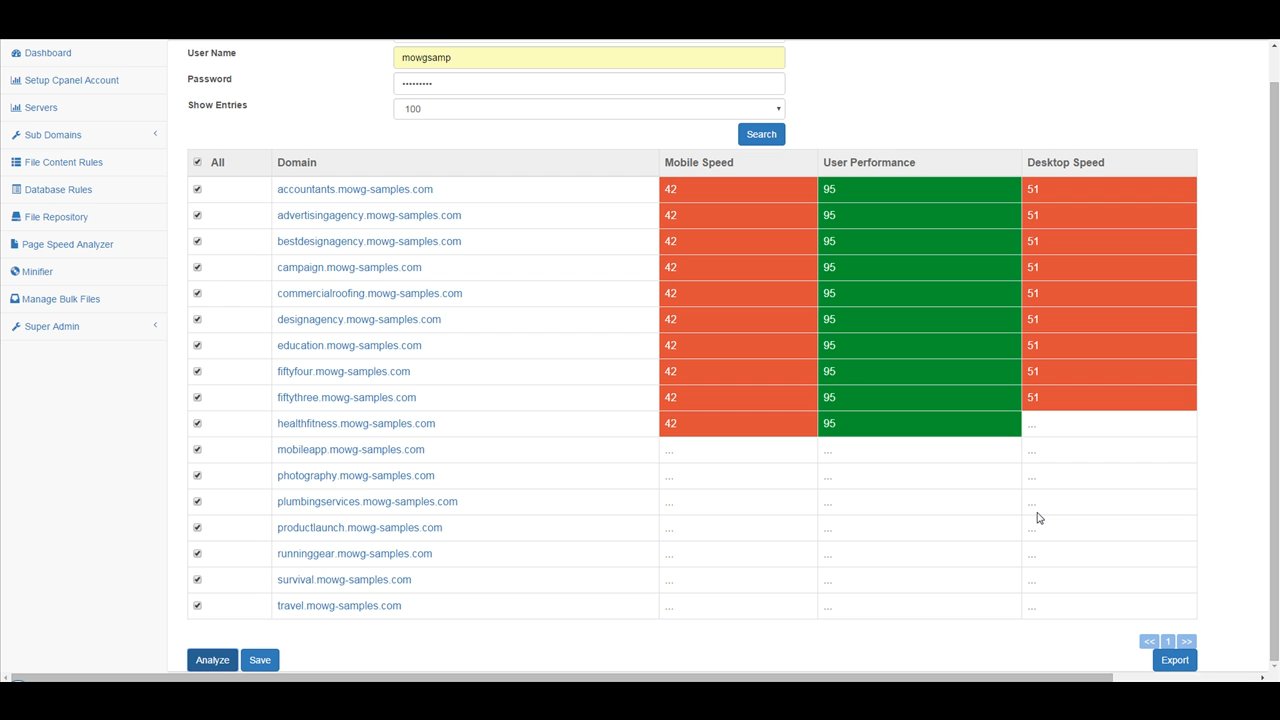 Dashboard
Setup Cpanel Account
Servers
Sub Domains
File Content Rules
Database Rules
File Repository
Page Speed Analyzer
Minifier
Manage Bulk Files
Super Admin
User Name mowgsamp
Password •••••••••
Show Entries 100
Search
All Domain Mobile Speed User Performance Desktop Speed
accountants.mowg-samples.com 42 95 51
advertisingagency.mowg-samples.com 42 95 51
bestdesignagency.mowg-samples.com 42 95 51
campaign.mowg-samples.com 42 95 51
commercialroofing.mowg-samples.com 42 95 51
designagency.mowg-samples.com 42 95 51
education.mowg-samples.com 42 95 51
fiftyfour.mowg-samples.com 42 95 51
fiftythree.mowg-samples.com 42 95 51
healthfitness.mowg-samples.com 42 95 ...
mobileapp.mowg-samples.com ... ... ...
photography.mowg-samples.com ... ... ...
plumbingservices.mowg-samples.com ... ... ...
productlaunch.mowg-samples.com ... ... ...
runninggear.mowg-samples.com ... ... ...
survival.mowg-samples.com ... ... ...
travel.mowg-samples.com ... ... ...
<< 1 >>
Analyze Save Export